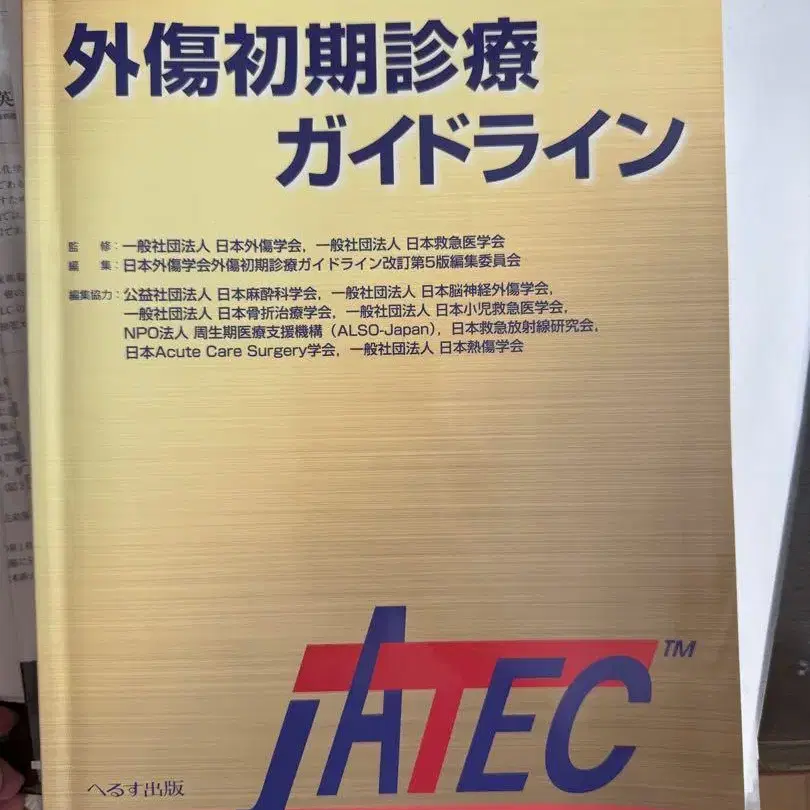 外傷初期診療
ガイドライン
監　修：一般社団法人 日本外傷学会，一般社団法人 日本救急医学会
編　集：日本外傷学会外傷初期診療ガイドライン改訂第5版編集委員会
編集協力：公益社団法人 日本麻酔科学会，一般社団法人 日本脳神経外傷学会，
一般社団法人 日本骨折治療学会，一般社団法人 日本小児救急医学会，
NPO法人 周生期医療支援機構（ALSO-Japan），日本救急放射線研究会，
日本Acute Care Surgery学会，一般社団法人 日本熱傷学会
JATEC™
へるす出版